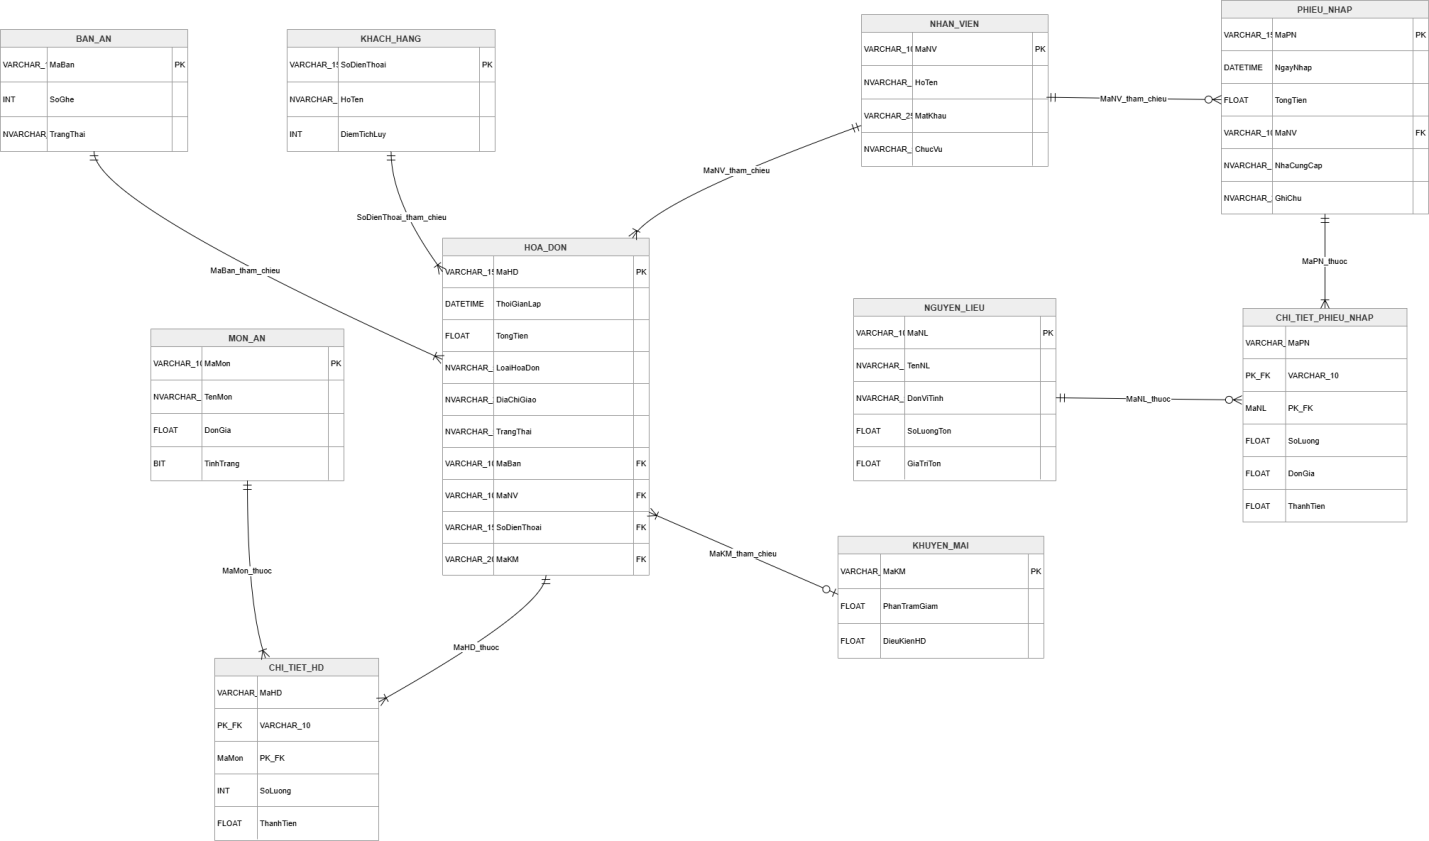 BAN_AN
VARCHAR_ MaBan PK
INT SoGhe
NVARCHAR TrangThai
KHACH_HANG
VARCHAR_15 SoDienThoai PK
NVARCHAR_ HoTen
INT DiemTichLuy
NHAN_VIEN
VARCHAR_10 MaNV PK
NVARCHAR_ HoTen
VARCHAR_25 MatKhau
NVARCHAR_ ChucVu
PHIEU_NHAP
VARCHAR_15 MaPN PK
DATETIME NgayNhap
FLOAT TongTien
VARCHAR_10 MaNV FK
NVARCHAR_ NhaCungCap
NVARCHAR_ GhiChu
MaNV_tham_chieu
MaNV_tham_chieu
SoDienThoai_tham_chieu
MaBan_tham_chieu
MaPN_thuoc
HOA_DON
VARCHAR_15 MaHD PK
DATETIME ThoiGianLap
FLOAT TongTien
NVARCHAR_ LoaiHoaDon
NVARCHAR_ DiaChiGiao
NVARCHAR_ TrangThai
VARCHAR_10 MaBan FK
VARCHAR_10 MaNV FK
VARCHAR_15 SoDienThoai FK
VARCHAR_20 MaKM FK
MON_AN
VARCHAR_10 MaMon PK
NVARCHAR_ TenMon
FLOAT DonGia
BIT TinhTrang
NGUYEN_LIEU
VARCHAR_10 MaNL PK
NVARCHAR_ TenNL
NVARCHAR_ DonViTinh
FLOAT SoLuongTon
FLOAT GiaTriTon
MaNL_thuoc
CHI_TIET_PHIEU_NHAP
VARCHAR_ MaPN
PK_FK VARCHAR_10
MaNL PK_FK
FLOAT SoLuong
FLOAT DonGia
FLOAT ThanhTien
MaKM_tham_chieu
KHUYEN_MAI
VARCHAR_ MaKM PK
FLOAT PhanTramGiam
FLOAT DieuKienHD
MaMon_thuoc
MaHD_thuoc
CHI_TIET_HD
VARCHAR_ MaHD
PK_FK VARCHAR_10
MaMon PK_FK
INT SoLuong
FLOAT ThanhTien